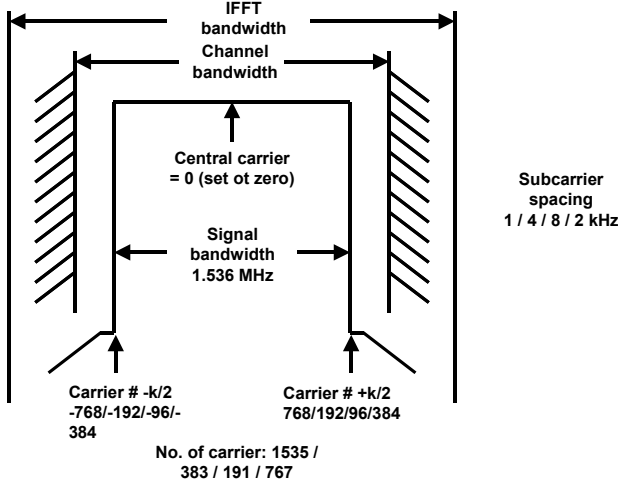 IFFT
bandwidth
Channel
bandwidth
Central carrier
= 0 (set ot zero)
Subcarrier
spacing
1 / 4 / 8 / 2 kHz
Signal
bandwidth
1.536 MHz
Carrier # -k/2
-768/-192/-96/-
384
Carrier # +k/2
768/192/96/384
No. of carrier: 1535 /
383 / 191 / 767